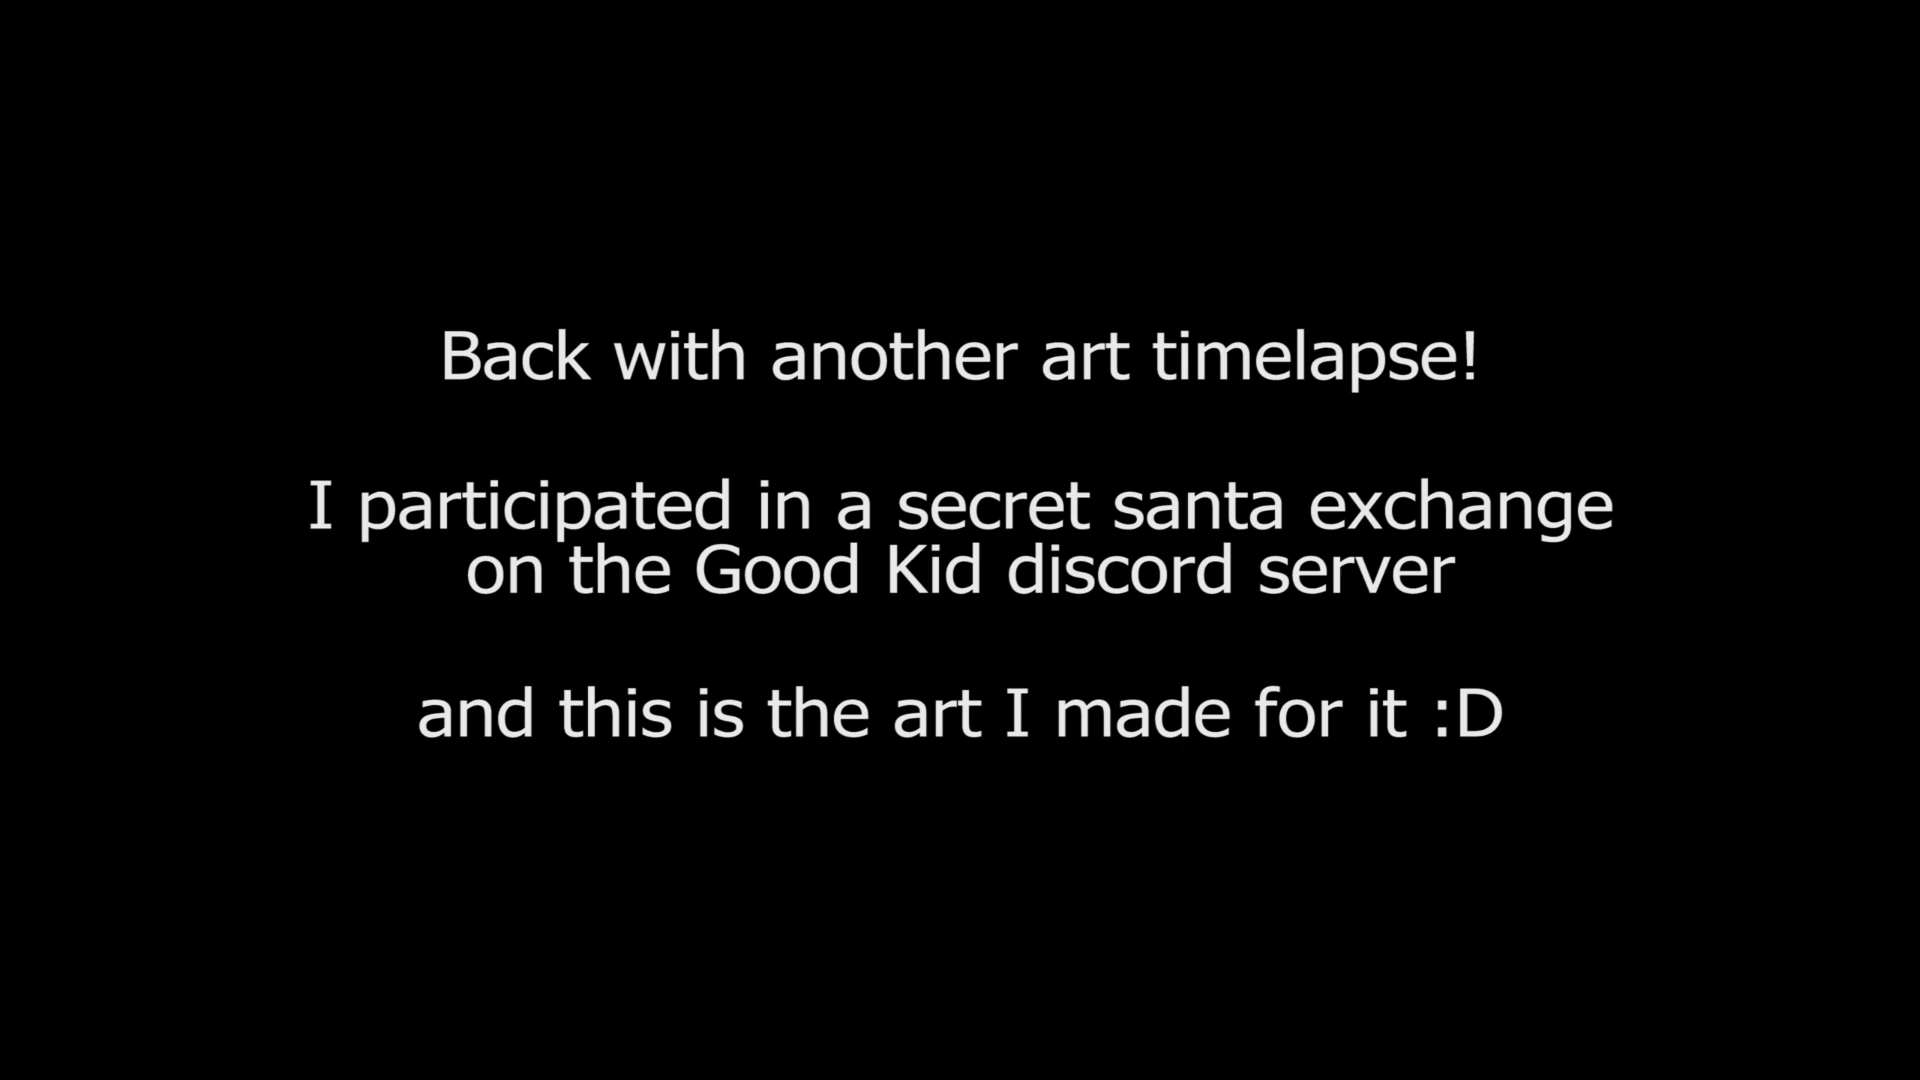 Back with another art timelapse!
I participated in a secret santa exchange
on the Good Kid discord server
and this is the art I made for it :D